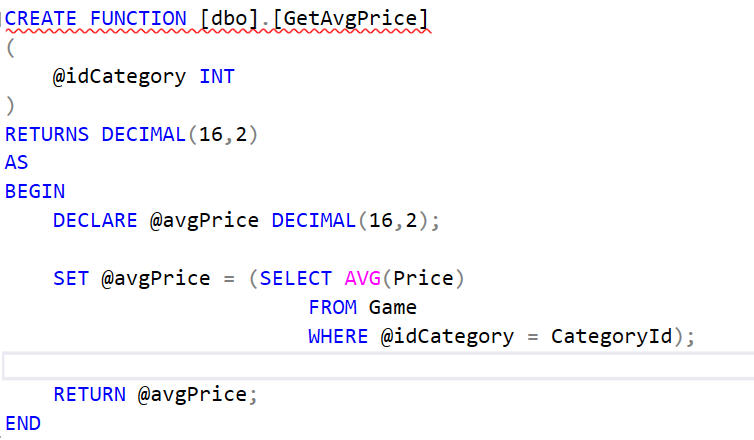 CREATE FUNCTION [dbo].[GetAvgPrice]
(
    @idCategory INT
)
RETURNS DECIMAL(16,2)
AS
BEGIN
    DECLARE @avgPrice DECIMAL(16,2);

    SET @avgPrice = (SELECT AVG(Price)
                         FROM Game
                         WHERE @idCategory = CategoryId);

    RETURN @avgPrice;
END